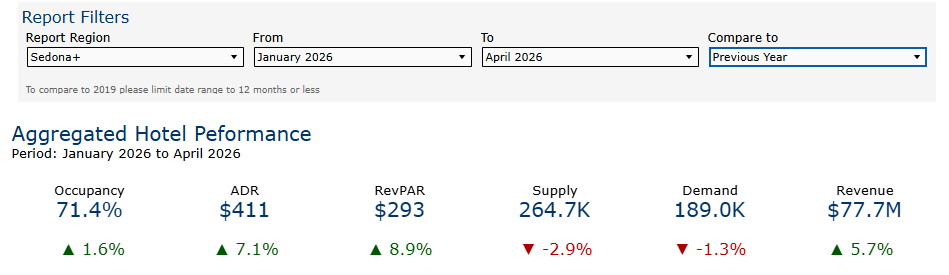 Report Filters
Report Region From To Compare to
Sedona+ January 2026 April 2026 Previous Year
To compare to 2019 please limit date range to 12 months or less
Aggregated Hotel Peformance
Period: January 2026 to April 2026
Occupancy ADR RevPAR Supply Demand Revenue
71.4% $411 $293 264.7K 189.0K $77.7M
▲ 1.6% ▲ 7.1% ▲ 8.9% ▼ -2.9% ▼ -1.3% ▲ 5.7%